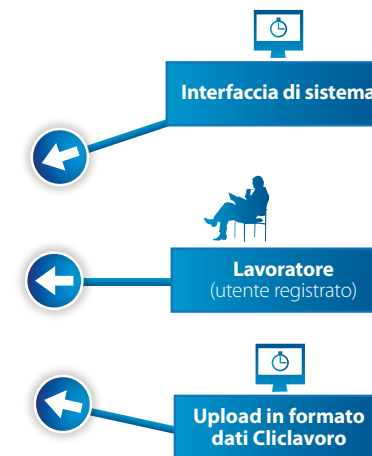 Interfaccia di sistema
Lavoratore
(utente registrato)
Upload in formato
dati Cliclavoro